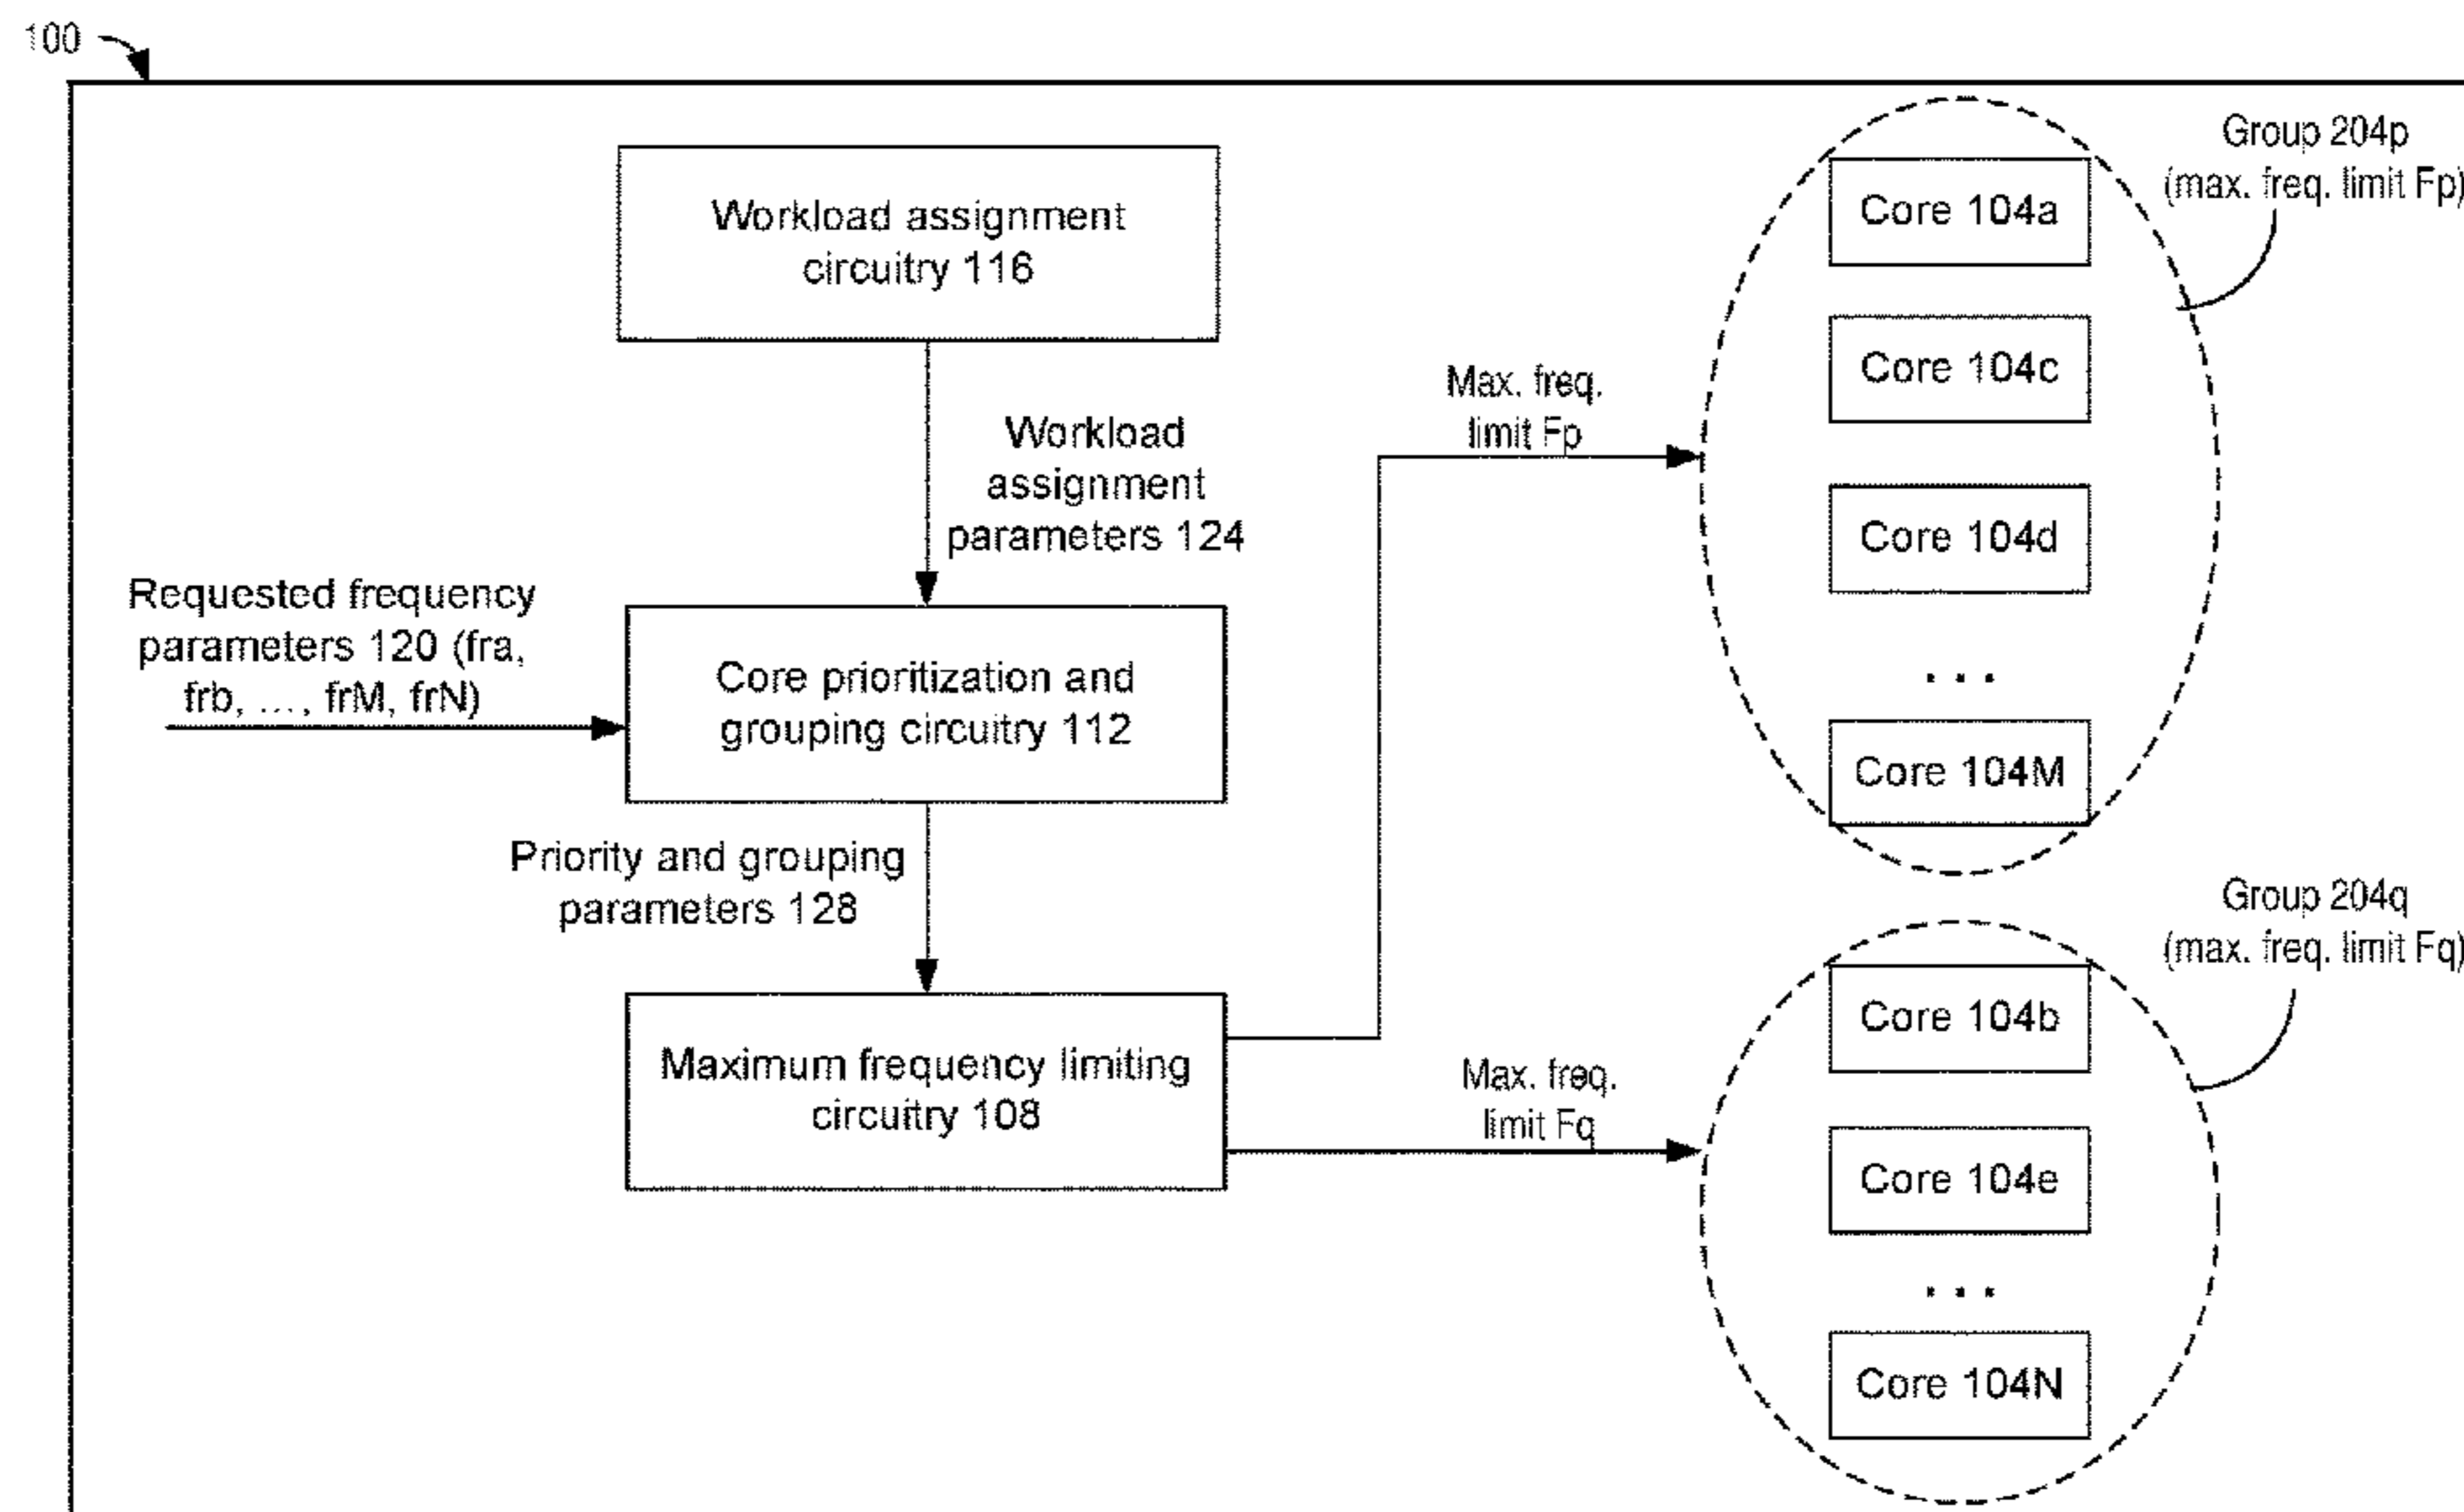 100
Workload assignment
circuitry 116
Workload
assignment
parameters 124
Requested frequency
parameters 120 (fra,
frb, ..., frM, frN)
Core prioritization and
grouping circuitry 112
Priority and grouping
parameters 128
Maximum frequency limiting
circuitry 108
Max. freq.
limit Fp
Max. freq.
limit Fq
Group 204p
(max. freq. limit Fp)
Core 104a
Core 104c
Core 104d
...
Core 104M
Group 204q
(max. freq. limit Fq)
Core 104b
Core 104e
...
Core 104N